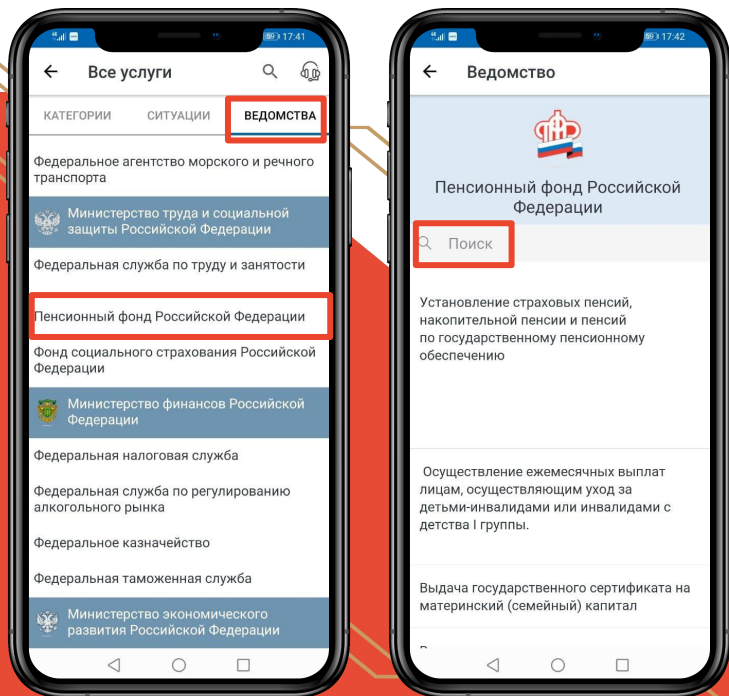 17:41
Все услуги
КАТЕГОРИИ СИТУАЦИИ ВЕДОМСТВА
Федеральное агентство морского и речного
транспорта
Министерство труда и социальной
защиты Российской Федерации
Федеральная служба по труду и занятости
Пенсионный фонд Российской Федерации
Фонд социального страхования Российской
Федерации
Министерство финансов Российской
Федерации
Федеральная налоговая служба
Федеральная служба по регулированию
алкогольного рынка
Федеральное казначейство
Федеральная таможенная служба
Министерство экономического
развития Российской Федерации
17:42
Ведомство
Пенсионный фонд Российской
Федерации
Поиск
Установление страховых пенсий,
накопительной пенсии и пенсий
по государственному пенсионному
обеспечению
Осуществление ежемесячных выплат
лицам, осуществляющим уход за
детьми-инвалидами или инвалидами с
детства I группы.
Выдача государственного сертификата на
материнский (семейный) капитал